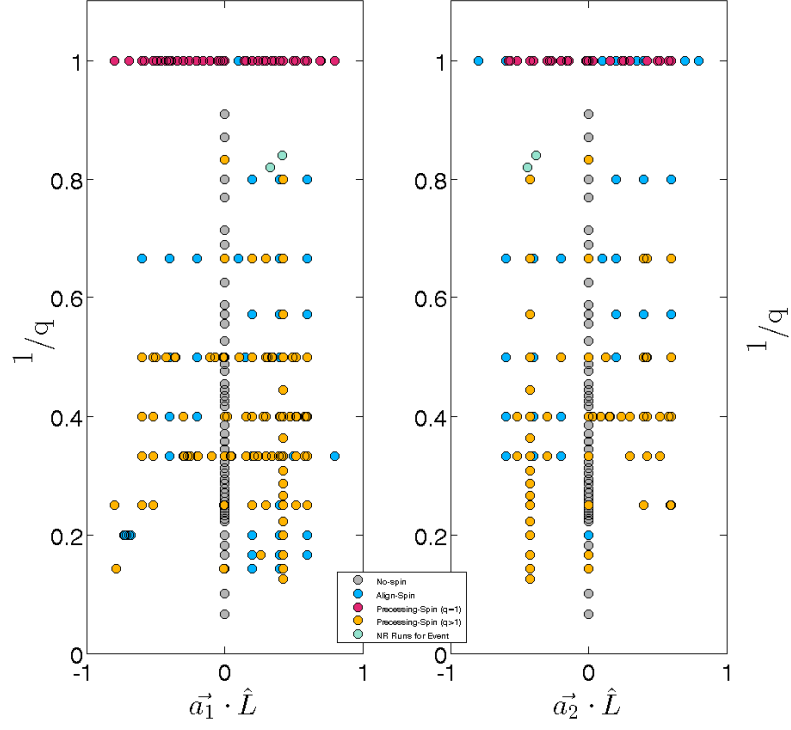 1
0.8
0.6
0.4
0.2
0
-1
0
1
1/q
a⃗₁ · L̂
1
0.8
0.6
0.4
0.2
0
-1
0
1
1/q
a⃗₂ · L̂
No-spin
Align-Spin
Precessing-Spin (q=1)
Precessing-Spin (q>1)
NR Runs for Event